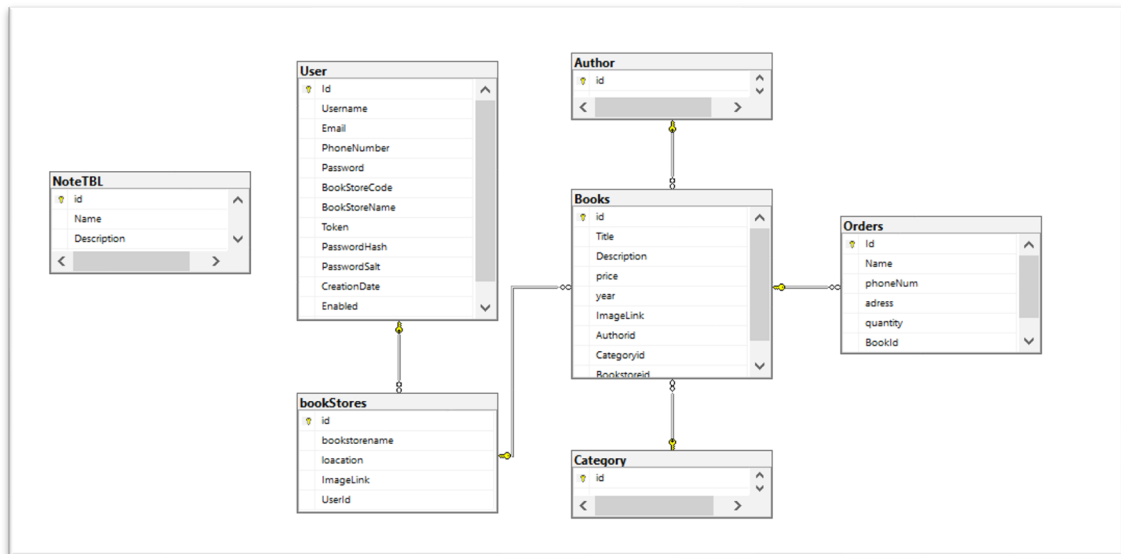 NoteTBL
id
Name
Description
User
Id
Username
Email
PhoneNumber
Password
BookStoreCode
BookStoreName
Token
PasswordHash
PasswordSalt
CreationDate
Enabled
bookStores
id
bookstorename
loacation
ImageLink
UserId
Author
id
Books
id
Title
Description
price
year
ImageLink
Authorid
Categoryid
Bookstoreid
Category
id
Orders
Id
Name
phoneNum
adress
quantity
BookId